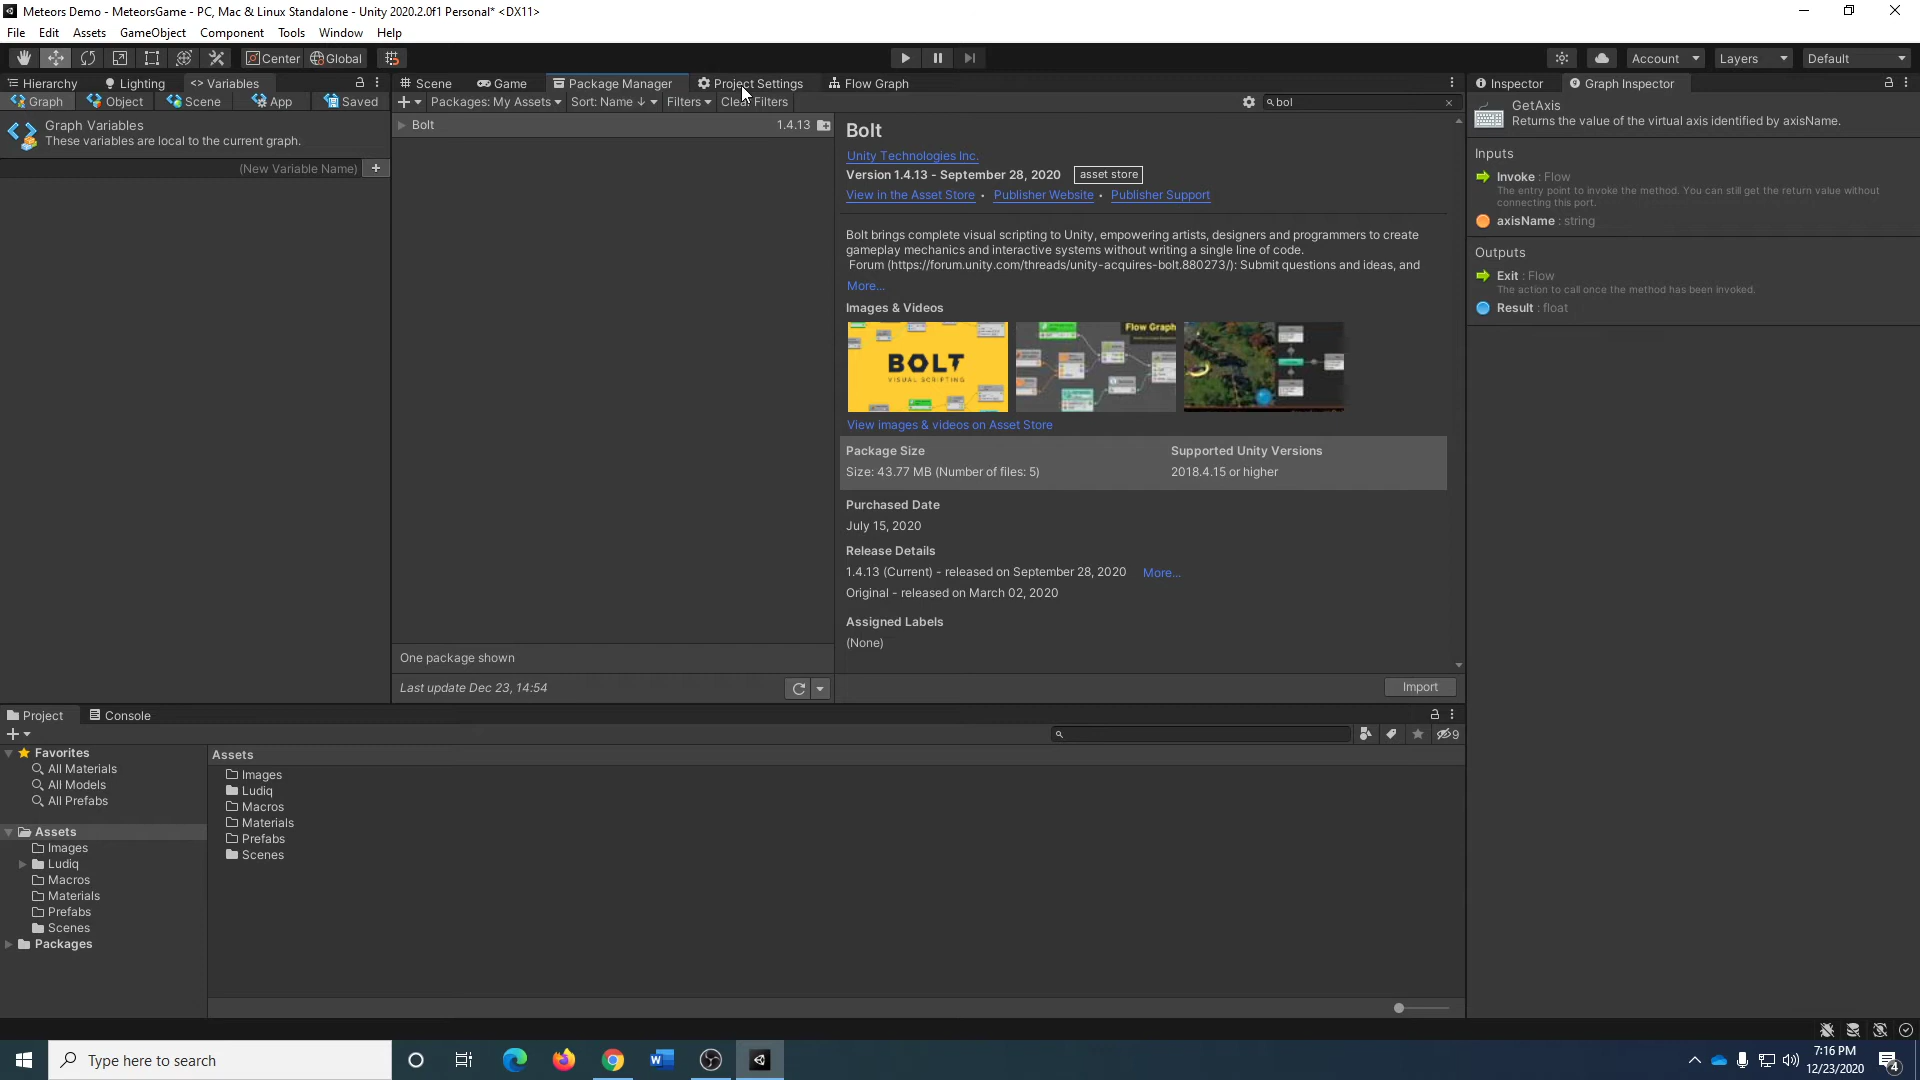 Meteors Demo - MeteorsGame - PC, Mac & Linux Standalone - Unity 2020.2.0f1 Personal* <DX11>
File Edit Assets GameObject Component Tools Window Help
Center Global Account Layers Default
Hierarchy Lighting <> Variables Scene Game Package Manager Project Settings Flow Graph Inspector Graph Inspector
Graph Object Scene App Saved
Packages: My Assets Sort: Name ↓ Filters Clear Filters bol
Graph Variables
These variables are local to the current graph.
(New Variable Name) +
Bolt 1.4.13
One package shown
Last update Dec 23, 14:54
Bolt
Unity Technologies Inc.
Version 1.4.13 - September 28, 2020 asset store
View in the Asset Store • Publisher Website • Publisher Support
Bolt brings complete visual scripting to Unity, empowering artists, designers and programmers to create
gameplay mechanics and interactive systems without writing a single line of code.
Forum (https://forum.unity.com/threads/unity-acquires-bolt.880273/): Submit questions and ideas, and
More...
Images & Videos
BOLT
VISUAL SCRIPTING
Flow Graph
View images & videos on Asset Store
Package Size Supported Unity Versions
Size: 43.77 MB (Number of files: 5) 2018.4.15 or higher
Purchased Date
July 15, 2020
Release Details
1.4.13 (Current) - released on September 28, 2020 More...
Original - released on March 02, 2020
Assigned Labels
(None)
Import
GetAxis
Returns the value of the virtual axis identified by axisName.
Inputs
Invoke : Flow
The entry point to invoke the method. You can still get the return value without
connecting this port.
axisName : string
Outputs
Exit : Flow
The action to call once the method has been invoked.
Result : float
Project Console
9
Favorites
All Materials
All Models
All Prefabs
Assets
Images
Ludiq
Macros
Materials
Prefabs
Scenes
Packages
Assets
Images
Ludiq
Macros
Materials
Prefabs
Scenes
Type here to search
7:16 PM
12/23/2020
4